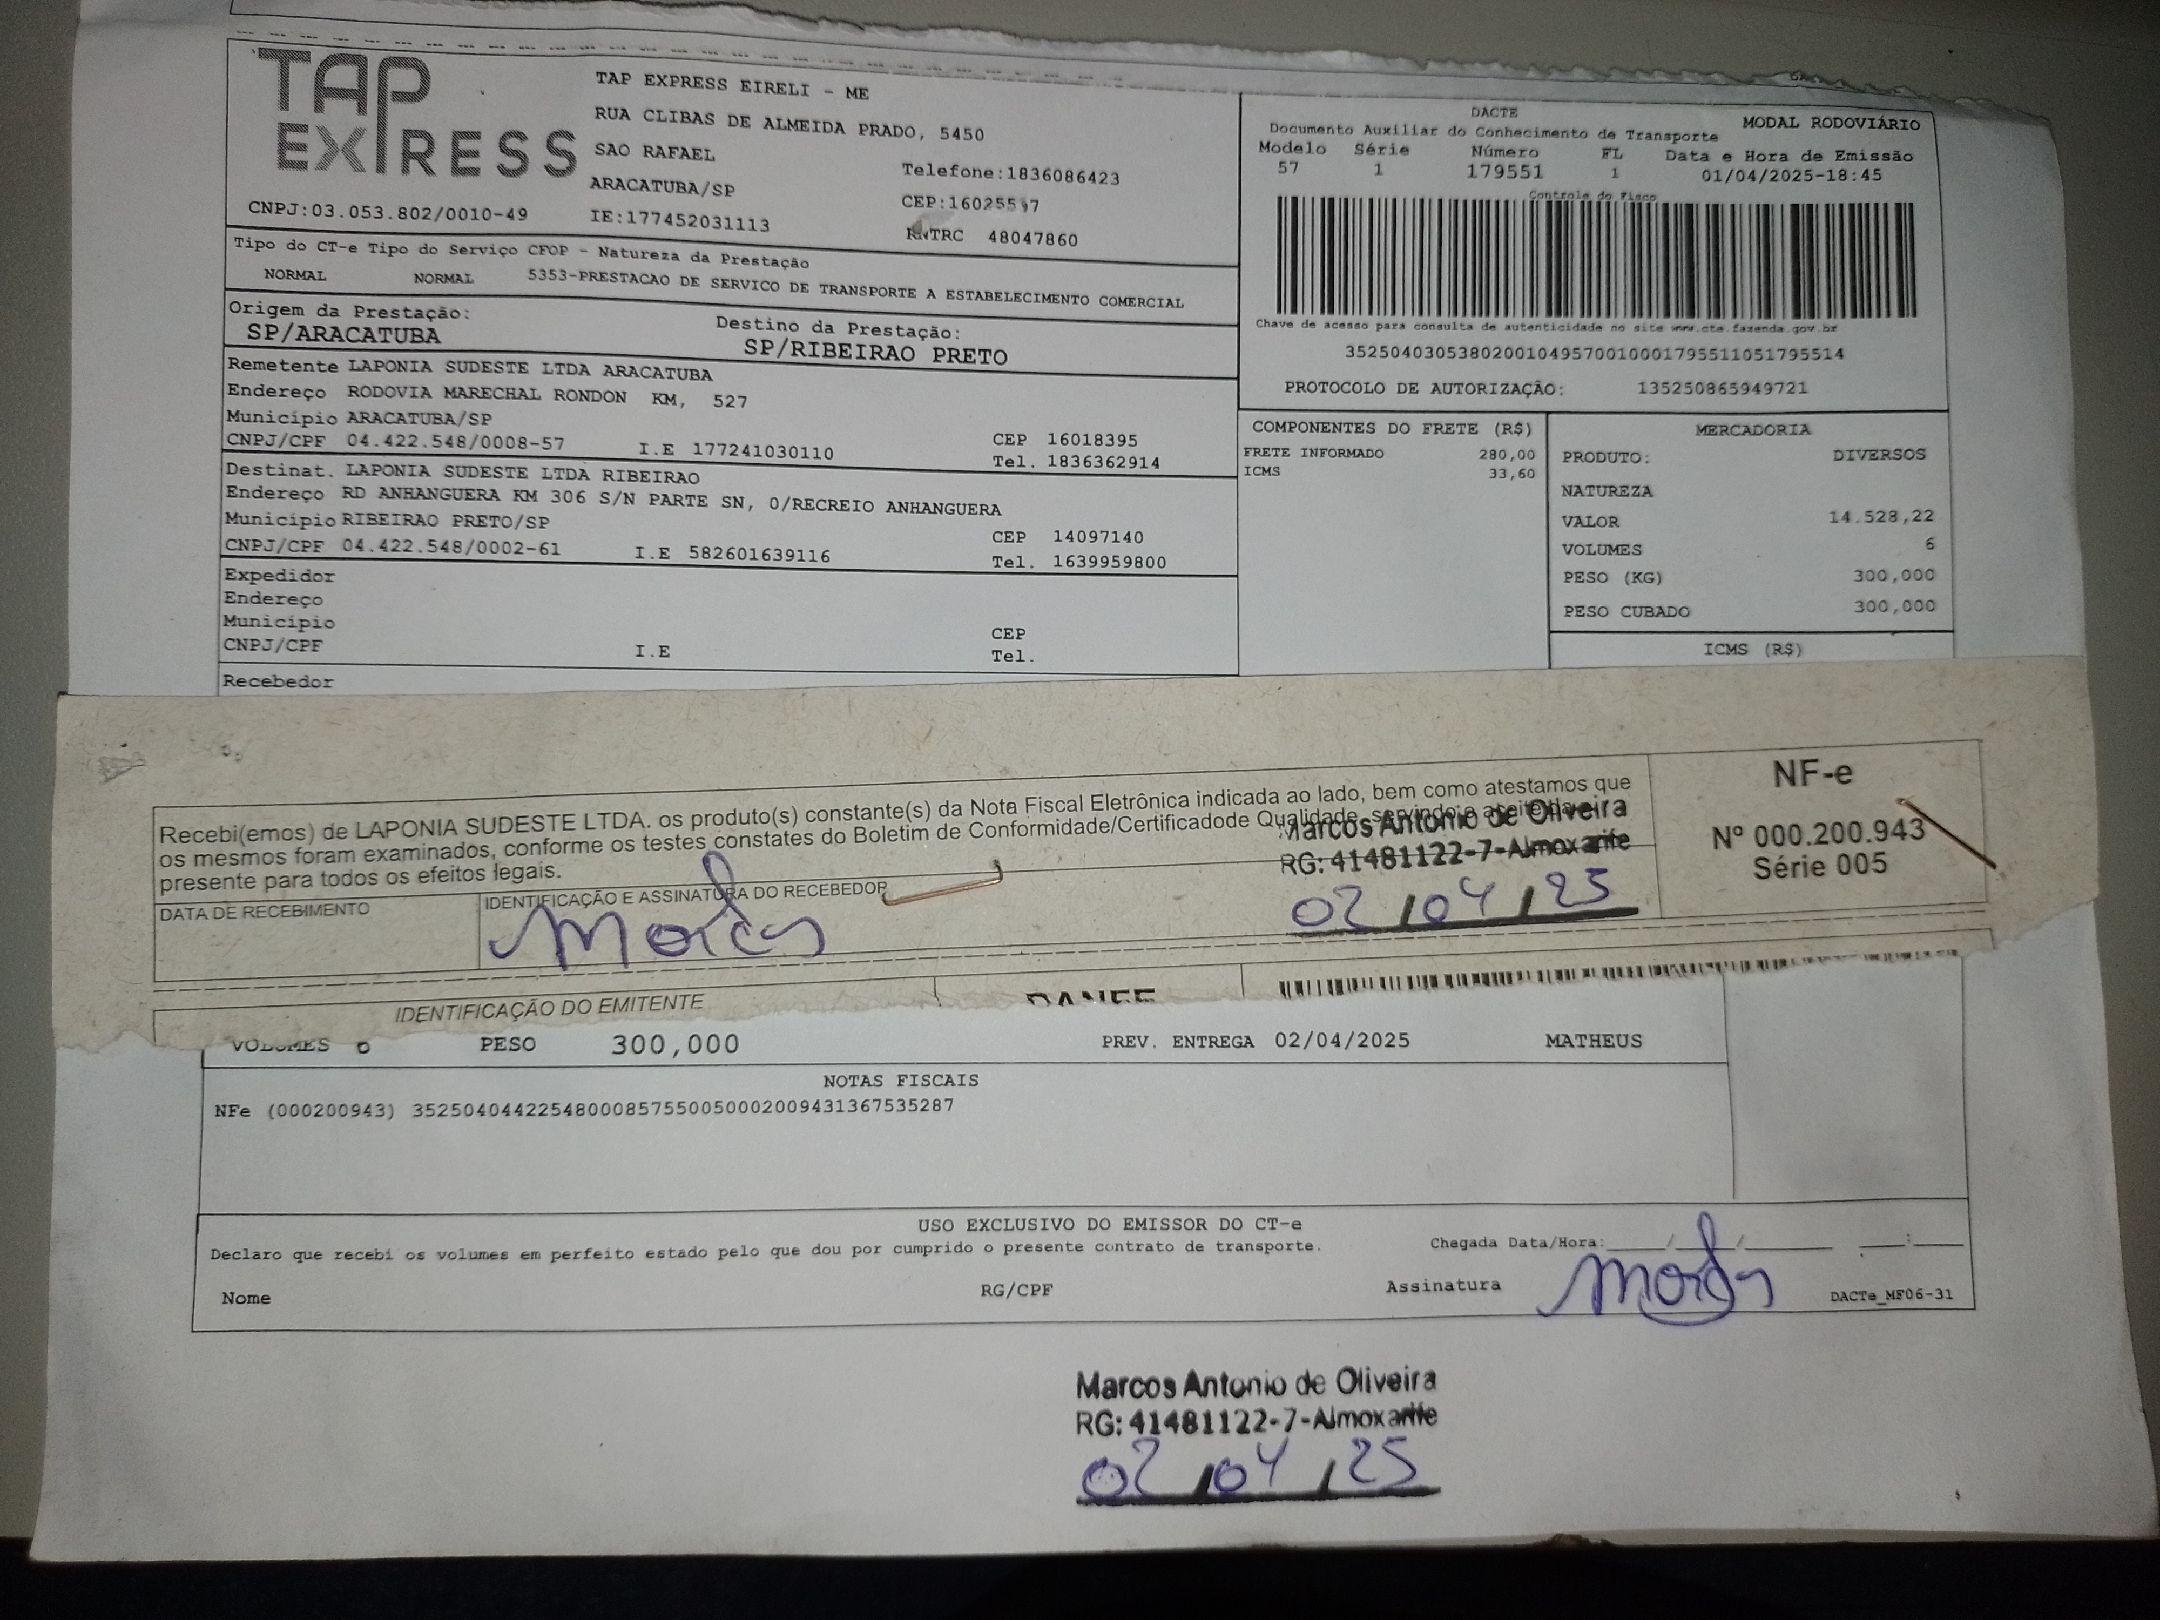 TAP EXPRESS
TAP EXPRESS EIRELI - ME
RUA CLIBAS DE ALMEIDA PRADO, 5450
SAO RAFAEL
Telefone:1836086423
ARACATUBA/SP
CEP:16025597
CNPJ:03.053.802/0010-49 IE:177452031113
RNTRC 48047860
DACTE MODAL RODOVIÁRIO
Documento Auxiliar do Conhecimento de Transporte
Modelo Série Número FL Data e Hora de Emissão
57 1 179551 1 01/04/2025-18:45
Controle do Fisco
Chave de acesso para consulta de autenticidade no site www.cte.fazenda.gov.br
35250403053802001049570010001795511051795514
PROTOCOLO DE AUTORIZAÇÃO: 135250865949721
Tipo do CT-e Tipo do Serviço CFOP - Natureza da Prestação
NORMAL NORMAL 5353-PRESTACAO DE SERVICO DE TRANSPORTE A ESTABELECIMENTO COMERCIAL
Origem da Prestação: Destino da Prestação:
SP/ARACATUBA SP/RIBEIRAO PRETO
Remetente LAPONIA SUDESTE LTDA ARACATUBA
Endereço RODOVIA MARECHAL RONDON KM, 527
Município ARACATUBA/SP
CNPJ/CPF 04.422.548/0008-57 I.E 177241030110 CEP 16018395
Tel. 1836362914
Destinat. LAPONIA SUDESTE LTDA RIBEIRAO
Endereço RD ANHANGUERA KM 306 S/N PARTE SN, 0/RECREIO ANHANGUERA
Município RIBEIRAO PRETO/SP CEP 14097140
CNPJ/CPF 04.422.548/0002-61 I.E 582601639116 Tel. 1639959800
Expedidor
Endereço
Município CEP
CNPJ/CPF I.E Tel.
Recebedor
COMPONENTES DO FRETE (R$)
FRETE INFORMADO 280,00
ICMS 33,60
MERCADORIA
PRODUTO: DIVERSOS
NATUREZA
VALOR 14.528,22
VOLUMES 6
PESO (KG) 300,000
PESO CUBADO 300,000
ICMS (R$)
Recebi(emos) de LAPONIA SUDESTE LTDA. os produto(s) constante(s) da Nota Fiscal Eletrônica indicada ao lado, bem como atestamos que
os mesmos foram examinados, conforme os testes constates do Boletim de Conformidade/Certificadode Qualidade, servindo o aceite
presente para todos os efeitos legais.
Marcos Antonio de Oliveira
RG: 41481122-7-Almoxarife
02/04/25
DATA DE RECEBIMENTO IDENTIFICAÇÃO E ASSINATURA DO RECEBEDOR
NF-e
Nº 000.200.943
Série 005
IDENTIFICAÇÃO DO EMITENTE DANFE
VOLUMES 6 PESO 300,000 PREV. ENTREGA 02/04/2025 MATHEUS
NOTAS FISCAIS
NFe (000200943) 35250404422548000857550050002009431367535287
USO EXCLUSIVO DO EMISSOR DO CT-e
Declaro que recebi os volumes em perfeito estado pelo que dou por cumprido o presente contrato de transporte. Chegada Data/Hora: / / :
Nome RG/CPF Assinatura
DACTe_MF06-31
Marcos Antonio de Oliveira
RG: 41481122-7-Almoxarife
02/04/25